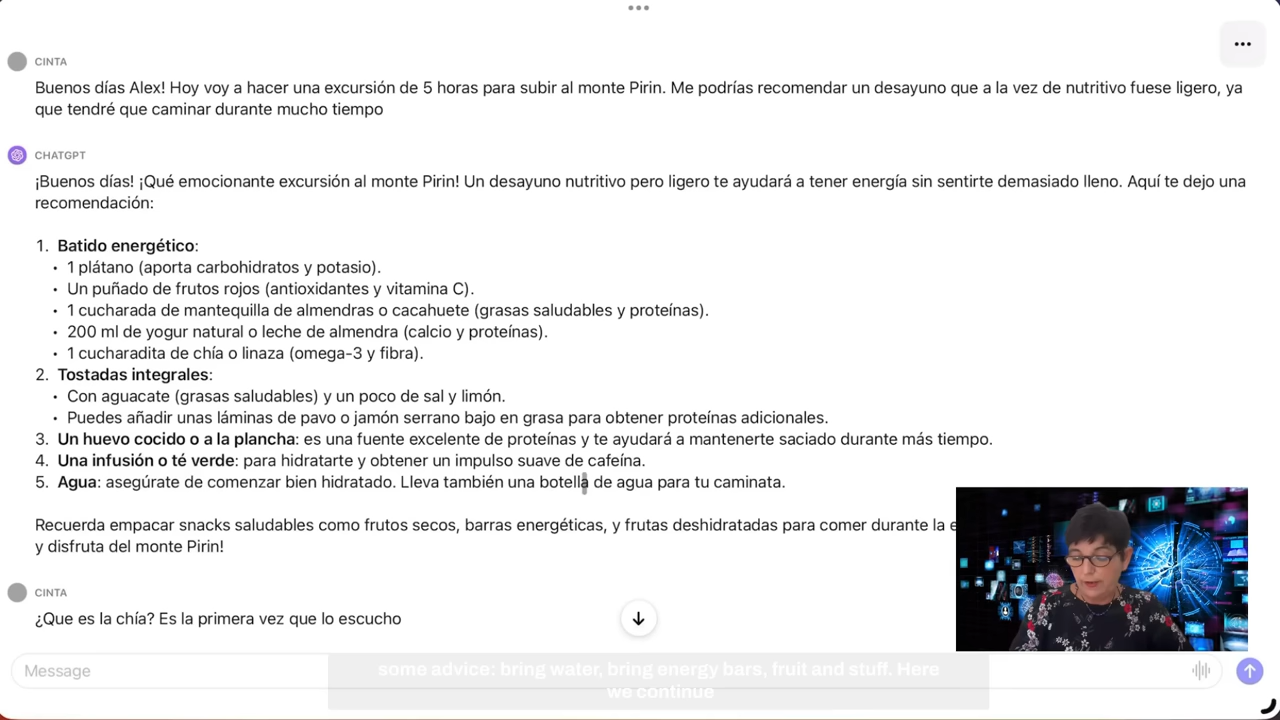 CINTA
Buenos días Alex! Hoy voy a hacer una excursión de 5 horas para subir al monte Pirin. Me podrías recomendar un desayuno que a la vez de nutritivo fuese ligero, ya
que tendré que caminar durante mucho tiempo
CHATGPT
¡Buenos días! ¡Qué emocionante excursión al monte Pirin! Un desayuno nutritivo pero ligero te ayudará a tener energía sin sentirte demasiado lleno. Aquí te dejo una
recomendación:
1. Batido energético:
• 1 plátano (aporta carbohidratos y potasio).
• Un puñado de frutos rojos (antioxidantes y vitamina C).
• 1 cucharada de mantequilla de almendras o cacahuete (grasas saludables y proteínas).
• 200 ml de yogur natural o leche de almendra (calcio y proteínas).
• 1 cucharadita de chía o linaza (omega-3 y fibra).
2. Tostadas integrales:
• Con aguacate (grasas saludables) y un poco de sal y limón.
• Puedes añadir unas láminas de pavo o jamón serrano bajo en grasa para obtener proteínas adicionales.
3. Un huevo cocido o a la plancha: es una fuente excelente de proteínas y te ayudará a mantenerte saciado durante más tiempo.
4. Una infusión o té verde: para hidratarte y obtener un impulso suave de cafeína.
5. Agua: asegúrate de comenzar bien hidratado. Lleva también una botella de agua para tu caminata.
Recuerda empacar snacks saludables como frutos secos, barras energéticas, y frutas deshidratadas para comer durante la
y disfruta del monte Pirin!
CINTA
¿Que es la chía? Es la primera vez que lo escucho
Message
some advice: bring water, bring energy bars, fruit and stuff. Here
we continue